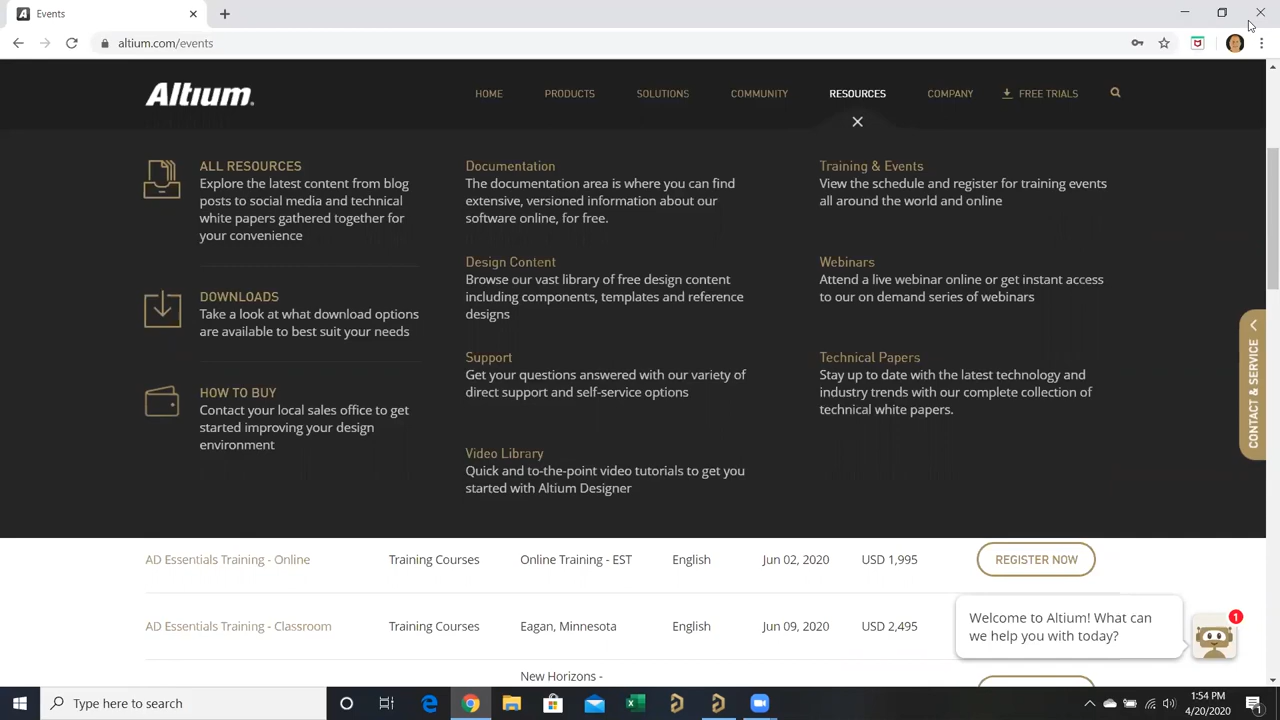 Events
altium.com/events
Altium.
HOME
PRODUCTS
SOLUTIONS
COMMUNITY
RESOURCES
COMPANY
FREE TRIALS
ALL RESOURCES
Explore the latest content from blog
posts to social media and technical
white papers gathered together for
your convenience
DOWNLOADS
Take a look at what download options
are available to best suit your needs
HOW TO BUY
Contact your local sales office to get
started improving your design
environment
Documentation
The documentation area is where you can find
extensive, versioned information about our
software online, for free.
Design Content
Browse our vast library of free design content
including components, templates and reference
designs
Support
Get your questions answered with our variety of
direct support and self-service options
Video Library
Quick and to-the-point video tutorials to get you
started with Altium Designer
Training & Events
View the schedule and register for training events
all around the world and online
Webinars
Attend a live webinar online or get instant access
to our on demand series of webinars
Technical Papers
Stay up to date with the latest technology and
industry trends with our complete collection of
technical white papers.
CONTACT & SERVICE
AD Essentials Training - Online Training Courses Online Training - EST English Jun 02, 2020 USD 1,995 REGISTER NOW
AD Essentials Training - Classroom Training Courses Eagan, Minnesota English Jun 09, 2020 USD 2,495
New Horizons -
Welcome to Altium! What can
we help you with today?
1
Type here to search
1:54 PM
4/20/2020
1